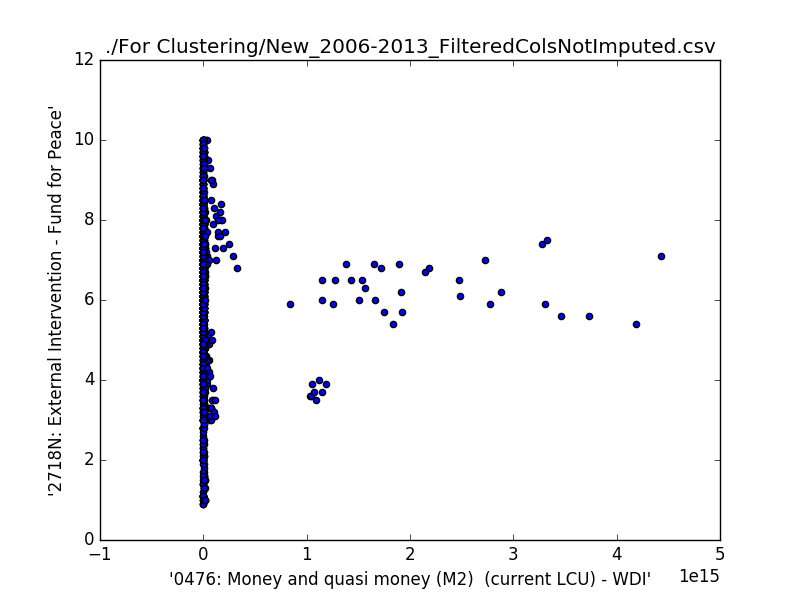 ./For Clustering/New_2006-2013_FilteredColsNotImputed.csv
12
10
8
6
4
2
0
'2718N: External Intervention - Fund for Peace'
−1 0 1 2 3 4 5
1e15
'0476: Money and quasi money (M2)  (current LCU) - WDI'